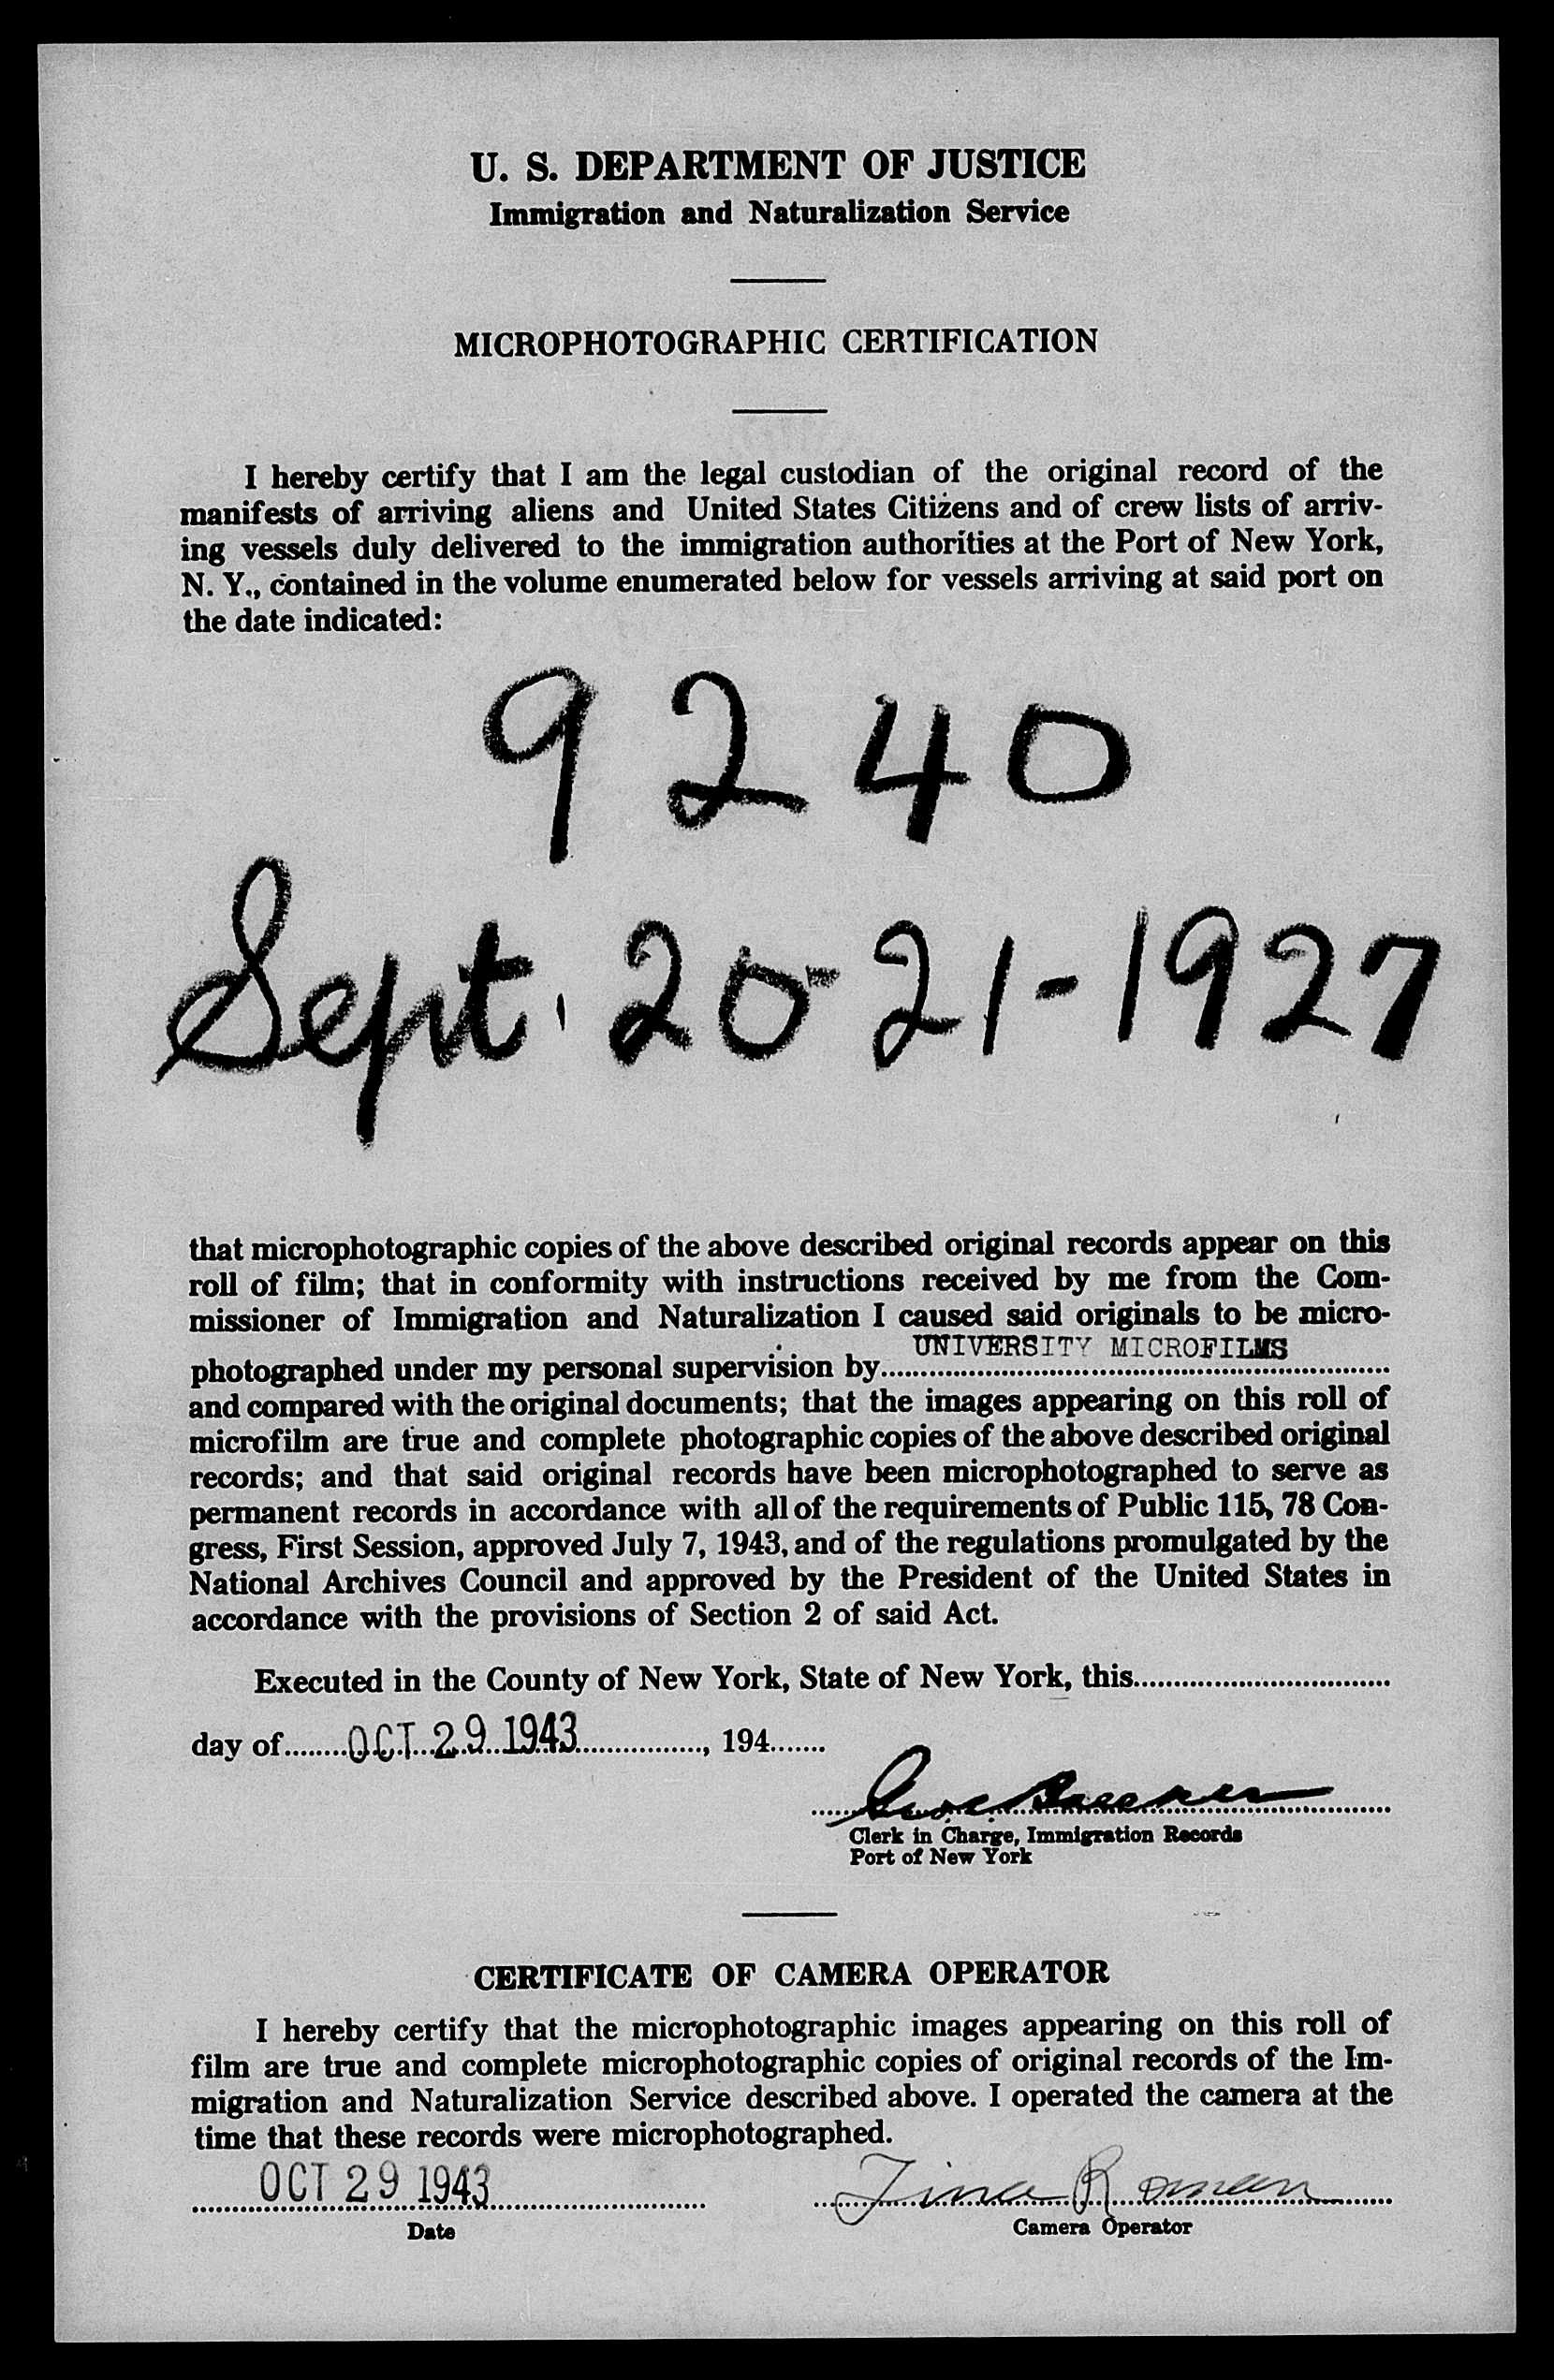 U. S. DEPARTMENT OF JUSTICE
Immigration and Naturalization Service
MICROPHOTOGRAPHIC CERTIFICATION
I hereby certify that I am the legal custodian of the original record of the
manifests of arriving aliens and United States Citizens and of crew lists of arriv-
ing vessels duly delivered to the immigration authorities at the Port of New York,
N. Y., contained in the volume enumerated below for vessels arriving at said port on
the date indicated:
9240
Sept. 20-21-1927
that microphotographic copies of the above described original records appear on this
roll of film; that in conformity with instructions received by me from the Com-
missioner of Immigration and Naturalization I caused said originals to be micro-
UNIVERSITY MICROFILMS
photographed under my personal supervision by
and compared with the original documents; that the images appearing on this roll of
microfilm are true and complete photographic copies of the above described original
records; and that said original records have been microphotographed to serve as
permanent records in accordance with all of the requirements of Public 115, 78 Con-
gress, First Session, approved July 7, 1943, and of the regulations promulgated by the
National Archives Council and approved by the President of the United States in
accordance with the provisions of Section 2 of said Act.
Executed in the County of New York, State of New York, this
day of OCT 29 1943, 194
Clerk in Charge, Immigration Records
Port of New York
CERTIFICATE OF CAMERA OPERATOR
I hereby certify that the microphotographic images appearing on this roll of
film are true and complete microphotographic copies of original records of the Im-
migration and Naturalization Service described above. I operated the camera at the
time that these records were microphotographed.
OCT 29 1943 Tina Roman
Date Camera Operator